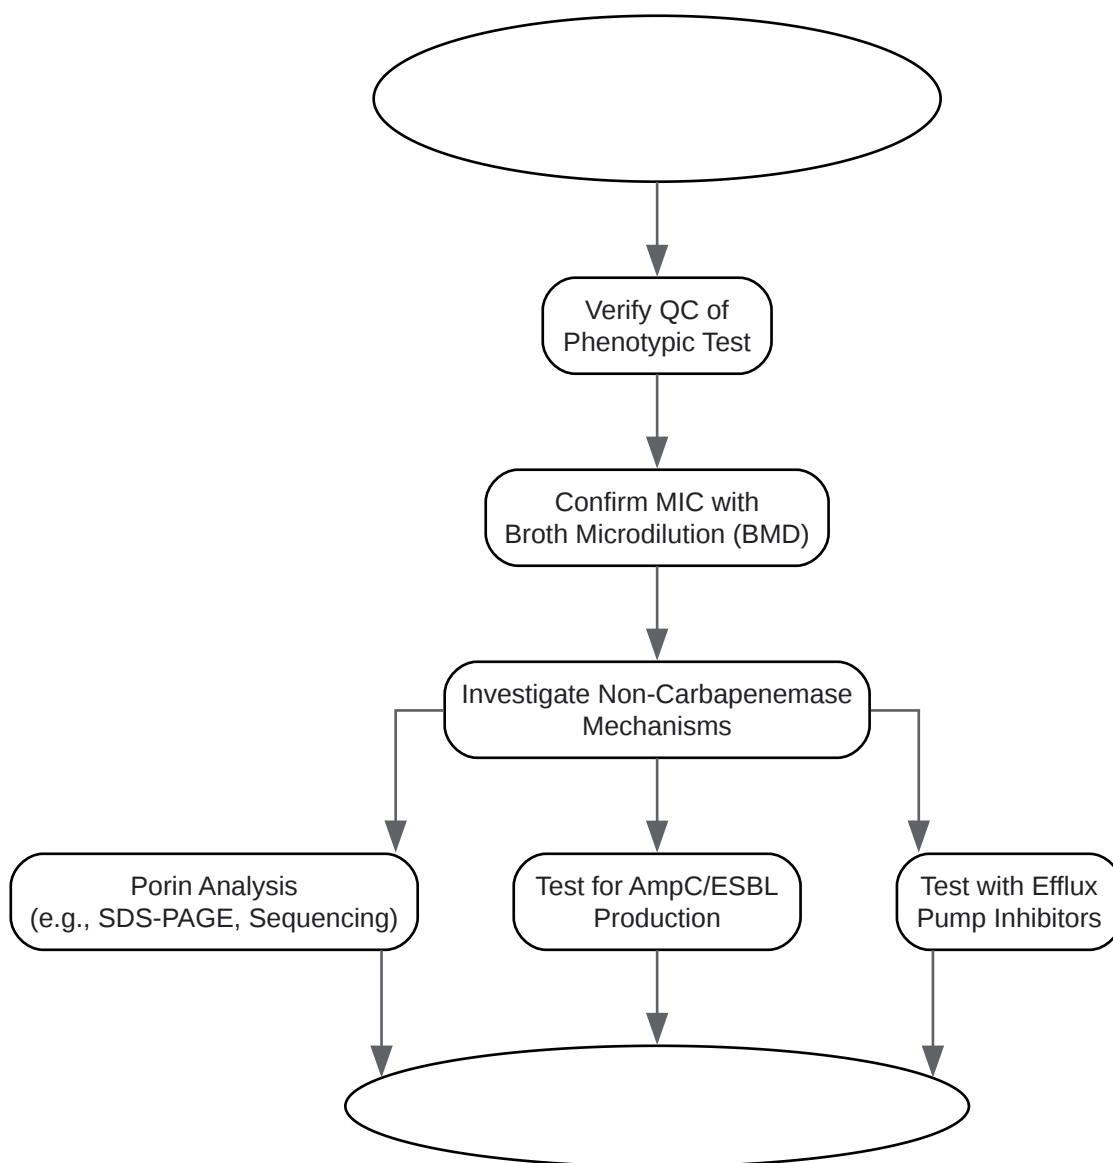 Verify QC of
Phenotypic Test
Confirm MIC with
Broth Microdilution (BMD)
Investigate Non-Carbapenemase
Mechanisms
Porin Analysis
(e.g., SDS-PAGE, Sequencing)
Test for AmpC/ESBL
Production
Test with Efflux
Pump Inhibitors